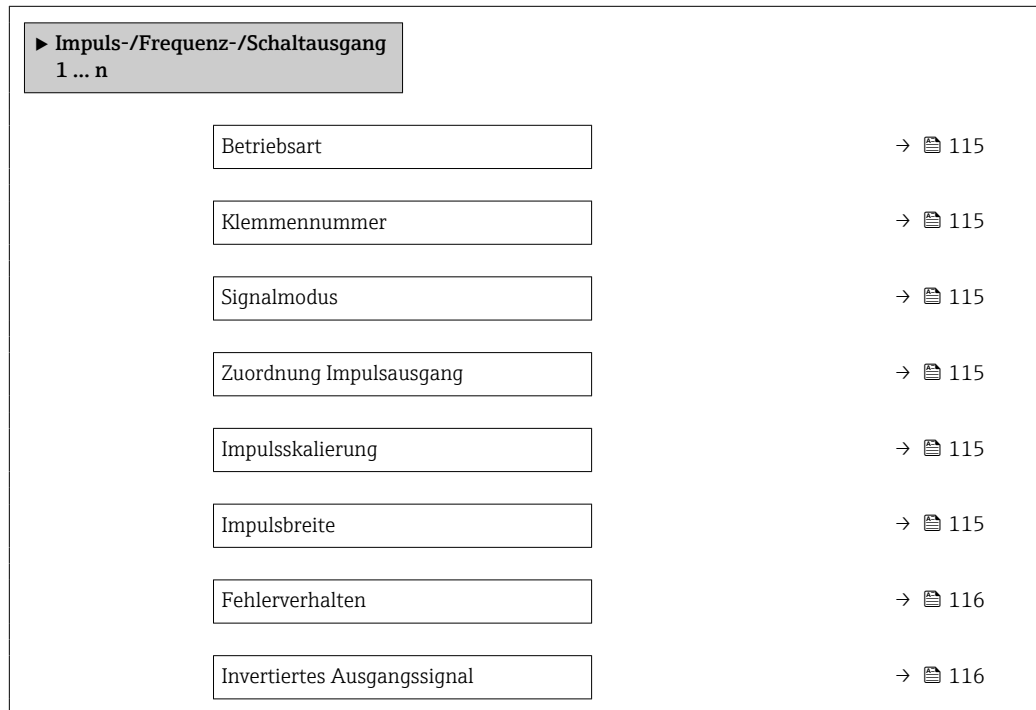 ► Impuls-/Frequenz-/Schaltausgang
1 … n
Betriebsart → 115
Klemmennummer → 115
Signalmodus → 115
Zuordnung Impulsausgang → 115
Impulsskalierung → 115
Impulsbreite → 115
Fehlerverhalten → 116
Invertiertes Ausgangssignal → 116